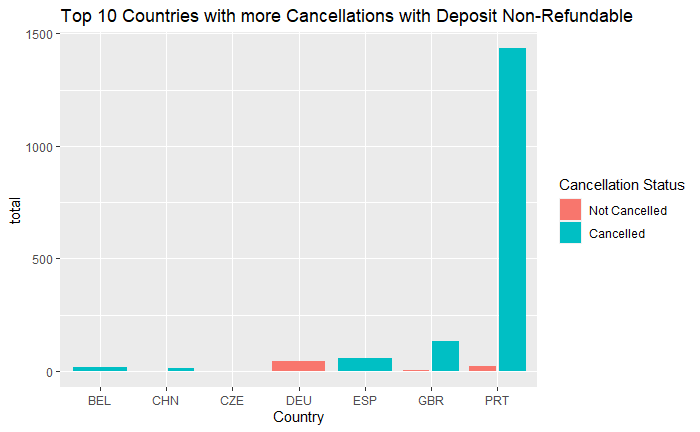 Top 10 Countries with more Cancellations with Deposit Non-Refundable
1500
1000
500
0
total
BEL CHN CZE DEU ESP GBR PRT
Country
Cancellation Status
Not Cancelled
Cancelled